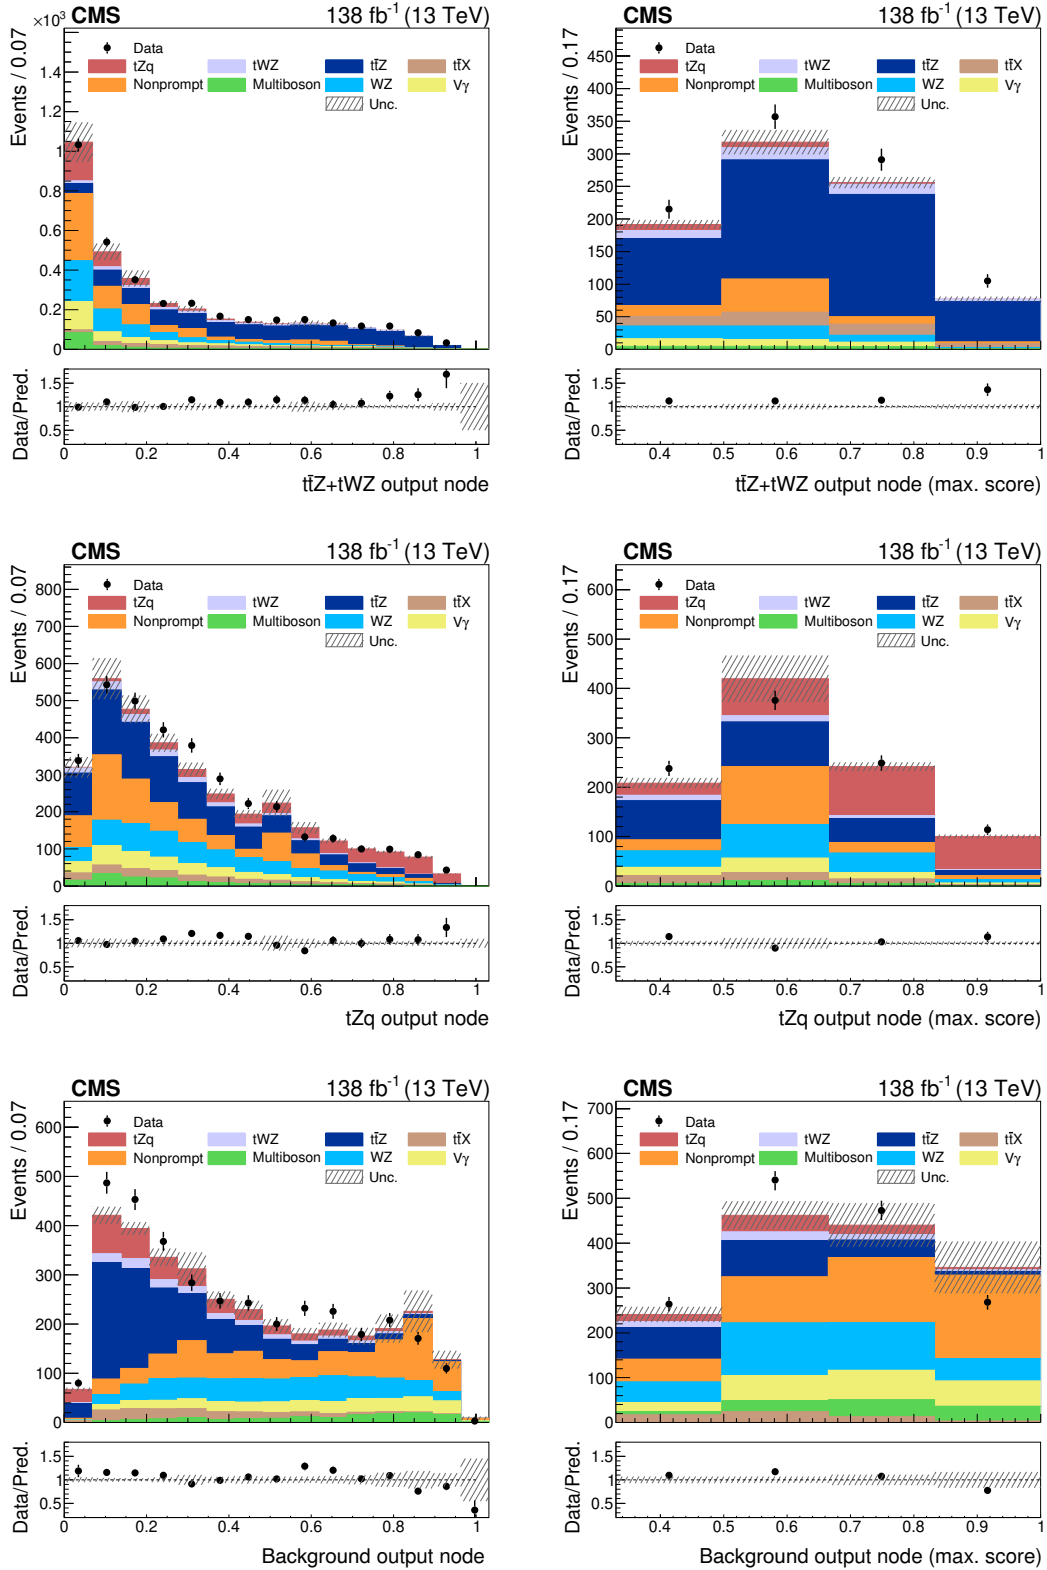 CMS 138 fb⁻¹ (13 TeV)
×10³
Events / 0.07
Data
tZq tWZ tt̄Z tt̄X
Nonprompt Multiboson WZ Vγ
Unc.
1.4
1.2
1
0.8
0.6
0.4
0.2
0
Data/Pred.
1.5
1
0.5
0 0.2 0.4 0.6 0.8 1
tt̄Z+tWZ output node
CMS 138 fb⁻¹ (13 TeV)
Events / 0.17
Data
tZq tWZ tt̄Z tt̄X
Nonprompt Multiboson WZ Vγ
Unc.
450
400
350
300
250
200
150
100
50
0
Data/Pred.
1.5
1
0.5
0.4 0.5 0.6 0.7 0.8 0.9 1
tt̄Z+tWZ output node (max. score)
CMS 138 fb⁻¹ (13 TeV)
Events / 0.07
Data
tZq tWZ tt̄Z tt̄X
Nonprompt Multiboson WZ Vγ
Unc.
800
700
600
500
400
300
200
100
0
Data/Pred.
1.5
1
0.5
0 0.2 0.4 0.6 0.8 1
tZq output node
CMS 138 fb⁻¹ (13 TeV)
Events / 0.17
Data
tZq tWZ tt̄Z tt̄X
Nonprompt Multiboson WZ Vγ
Unc.
600
500
400
300
200
100
0
Data/Pred.
1.5
1
0.5
0.4 0.5 0.6 0.7 0.8 0.9 1
tZq output node (max. score)
CMS 138 fb⁻¹ (13 TeV)
Events / 0.07
Data
tZq tWZ tt̄Z tt̄X
Nonprompt Multiboson WZ Vγ
Unc.
600
500
400
300
200
100
0
Data/Pred.
1.5
1
0.5
0 0.2 0.4 0.6 0.8 1
Background output node
CMS 138 fb⁻¹ (13 TeV)
Events / 0.17
Data
tZq tWZ tt̄Z tt̄X
Nonprompt Multiboson WZ Vγ
Unc.
700
600
500
400
300
200
100
0
Data/Pred.
1.5
1
0.5
0.4 0.5 0.6 0.7 0.8 0.9 1
Background output node (max. score)